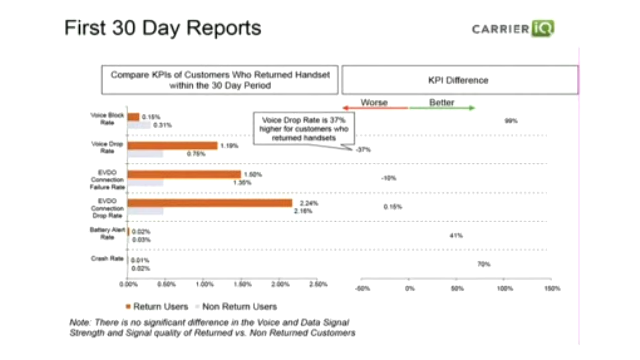 First 30 Day Reports
CARRIER iQ
Compare KPIs of Customers Who Returned Handset
within the 30 Day Period
KPI Difference
Worse
Better
Voice Block
Rate
0.15%
0.31%
99%
Voice Drop Rate is 37%
higher for customers who
returned handsets
Voice Drop
Rate
1.19%
0.75%
-37%
EVDO
Connection
Failure Rate
1.50%
1.35%
-10%
EVDO
Connection
Drop Rate
2.24%
2.18%
0.15%
Battery Alert
Rate
0.02%
0.03%
41%
Crash Rate
0.01%
0.02%
70%
0.00%
0.50%
1.00%
1.50%
2.00%
2.50%
-50%
0%
50%
100%
150%
Return Users
Non Return Users
Note: There is no significant difference in the Voice and Data Signal
Strength and Signal quality of Returned vs. Non Returned Customers